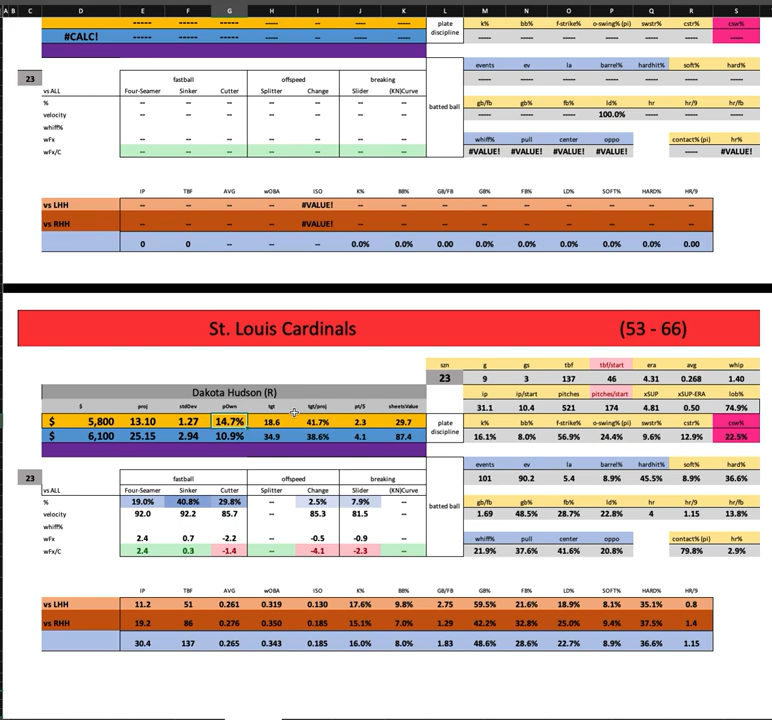 A B C D E F G H I J K L M N O P Q R S
----- ----- ----- ----- ----- ----- ----- plate discipline k% bb% f-strike% o-swing% (pi) swstr% cstr% csw%
#CALC! ----- ----- ----- ----- ----- ----- ----- ----- ----- ----- ----- ----- ----- -----
events ev la barrel% hardhit% soft% hard%
23 fastball offspeed breaking ----- ----- ----- ----- ----- ----- -----
vs ALL Four-Seamer Sinker Cutter Splitter Change Slider (KN)Curve batted ball
% -- -- -- -- -- -- -- gb/fb gb% fb% ld% hr hr/9 hr/fb
velocity -- -- -- -- -- -- -- ----- ----- ----- 100.0% ----- ----- -----
whiff%
wFx -- -- -- -- -- -- -- whiff% pull center oppo contact% (pi) hr%
wFx/C -- -- -- -- -- -- -- #VALUE! #VALUE! #VALUE! #VALUE! ----- #VALUE!
IP TBF AVG wOBA ISO K% BB% GB/FB GB% FB% LD% SOFT% HARD% HR/9
vs LHH -- -- -- -- #VALUE! -- -- -- -- -- -- -- -- --
vs RHH -- -- -- -- #VALUE! -- -- -- -- -- -- -- -- --
0 0 -- -- -- 0.0% 0.0% 0.00 0.0% 0.0% 0.0% 0.0% 0.0% 0.00
St. Louis Cardinals (53 - 66)
szn g gs tbf tbf/start era avg whip
23 9 3 137 46 4.31 0.268 1.40
Dakota Hudson (R) ip ip/start pitches pitches/start xSUP xSUP-ERA lob%
$ proj stdDev pOwn tgt tgt/proj pt/$ sheetsValue 31.1 10.4 521 174 4.81 0.50 74.9%
$ 5,800 13.10 1.27 14.7% 18.6 41.7% 2.3 29.7 plate discipline k% bb% f-strike% o-swing% (pi) swstr% cstr% csw%
$ 6,100 25.15 2.94 10.9% 34.9 38.6% 4.1 87.4 16.1% 8.0% 56.9% 24.4% 9.6% 12.9% 22.5%
events ev la barrel% hardhit% soft% hard%
23 fastball offspeed breaking 101 90.2 5.4 8.9% 45.5% 8.9% 36.6%
vs ALL Four-Seamer Sinker Cutter Splitter Change Slider (KN)Curve batted ball
% 19.0% 40.8% 29.8% -- 2.5% 7.9% -- gb/fb gb% fb% ld% hr hr/9 hr/fb
velocity 92.0 92.2 85.7 -- 85.3 81.5 -- 1.69 48.5% 28.7% 22.8% 4 1.15 13.8%
whiff%
wFx 2.4 0.7 -2.2 -- -0.5 -0.9 -- whiff% pull center oppo contact% (pi) hr%
wFx/C 2.4 0.3 -1.4 -- -4.1 -2.3 -- 21.9% 37.6% 41.6% 20.8% 79.8% 2.9%
IP TBF AVG wOBA ISO K% BB% GB/FB GB% FB% LD% SOFT% HARD% HR/9
vs LHH 11.2 51 0.261 0.319 0.130 17.6% 9.8% 2.75 59.5% 21.6% 18.9% 8.1% 35.1% 0.8
vs RHH 19.2 86 0.276 0.350 0.185 15.1% 7.0% 1.29 42.2% 32.8% 25.0% 9.4% 37.5% 1.4
30.4 137 0.265 0.343 0.185 16.0% 8.0% 1.83 48.6% 28.6% 22.7% 8.9% 36.6% 1.15